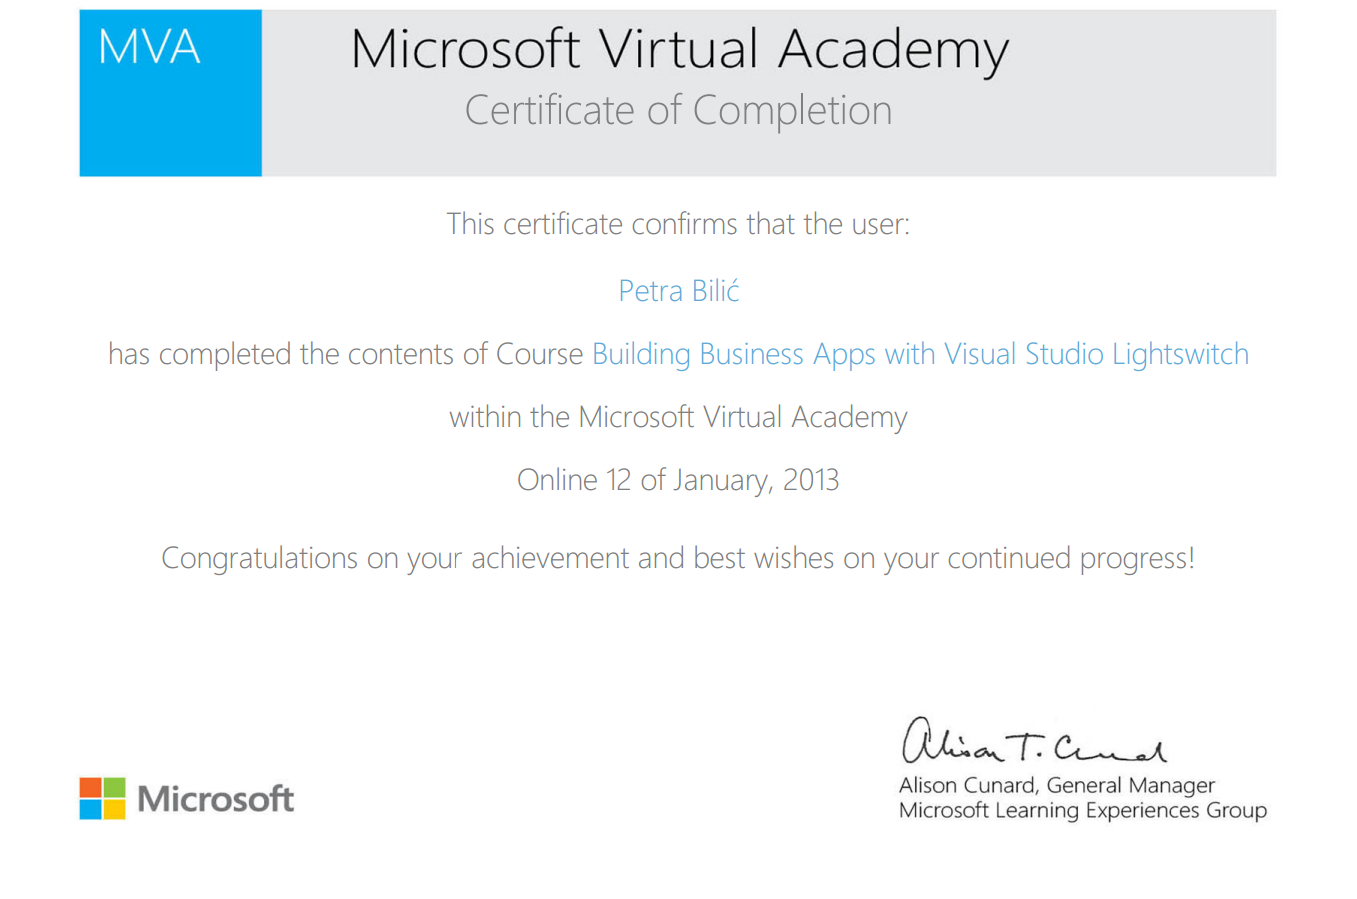 MVA
Microsoft Virtual Academy
Certificate of Completion
This certificate confirms that the user:
Petra Bilić
has completed the contents of Course Building Business Apps with Visual Studio Lightswitch
within the Microsoft Virtual Academy
Online 12 of January, 2013
Congratulations on your achievement and best wishes on your continued progress!
Alison T. Cunard
Alison Cunard, General Manager
Microsoft Learning Experiences Group
Microsoft